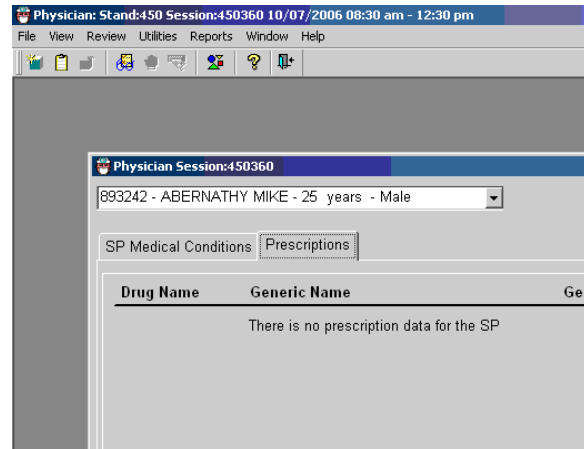 Physician: Stand:450 Session:450360 10/07/2006 08:30 am - 12:30 pm
File View Review Utilities Reports Window Help
Physician Session:450360
893242 - ABERNATHY MIKE - 25 years - Male
SP Medical Conditions Prescriptions
Drug Name Generic Name Ge
There is no prescription data for the SP